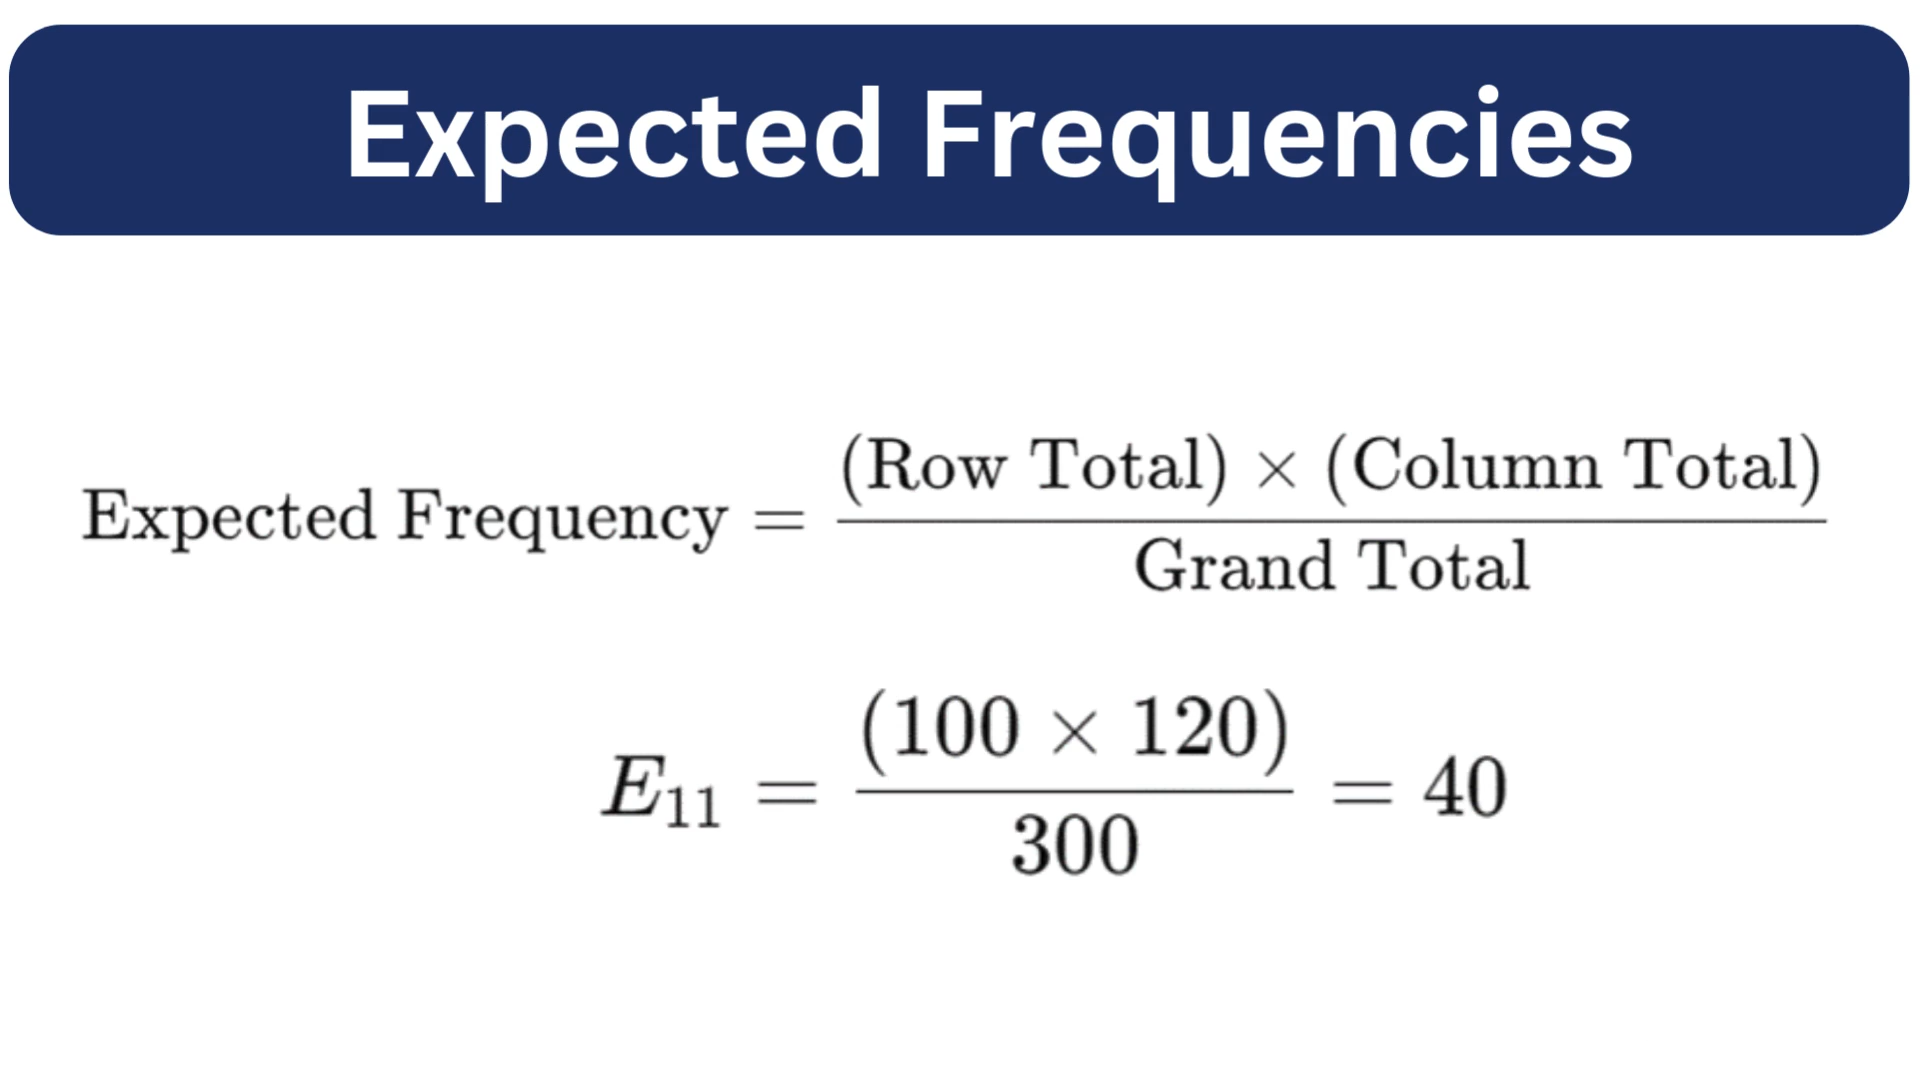 Expected Frequencies
Expected Frequency = (Row Total) × (Column Total) / Grand Total
E₁₁ = (100 × 120) / 300 = 40